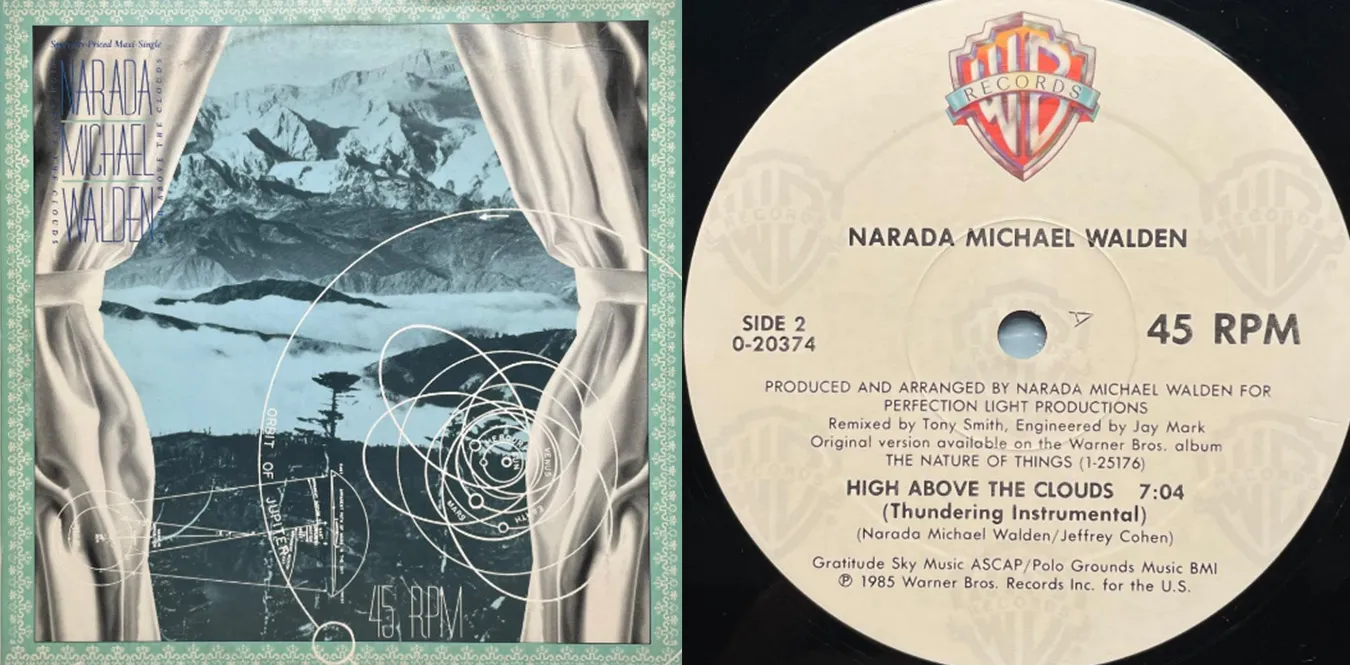 Specially-Priced Maxi-Single
NARADA
MICHAEL
WALDEN
HIGH ABOVE THE CLOUDS
ORBIT OF JUPITER
MERCURY
VENUS
EARTH
MARS
45 RPM
WB
RECORDS
NARADA MICHAEL WALDEN
SIDE 2
0-20374
45 RPM
PRODUCED AND ARRANGED BY NARADA MICHAEL WALDEN FOR
PERFECTION LIGHT PRODUCTIONS
Remixed by Tony Smith, Engineered by Jay Mark
Original version available on the Warner Bros. album
THE NATURE OF THINGS (1-25176)
HIGH ABOVE THE CLOUDS 7:04
(Thundering Instrumental)
(Narada Michael Walden/Jeffrey Cohen)
Gratitude Sky Music ASCAP/Polo Grounds Music BMI
℗ 1985 Warner Bros. Records Inc. for the U.S.